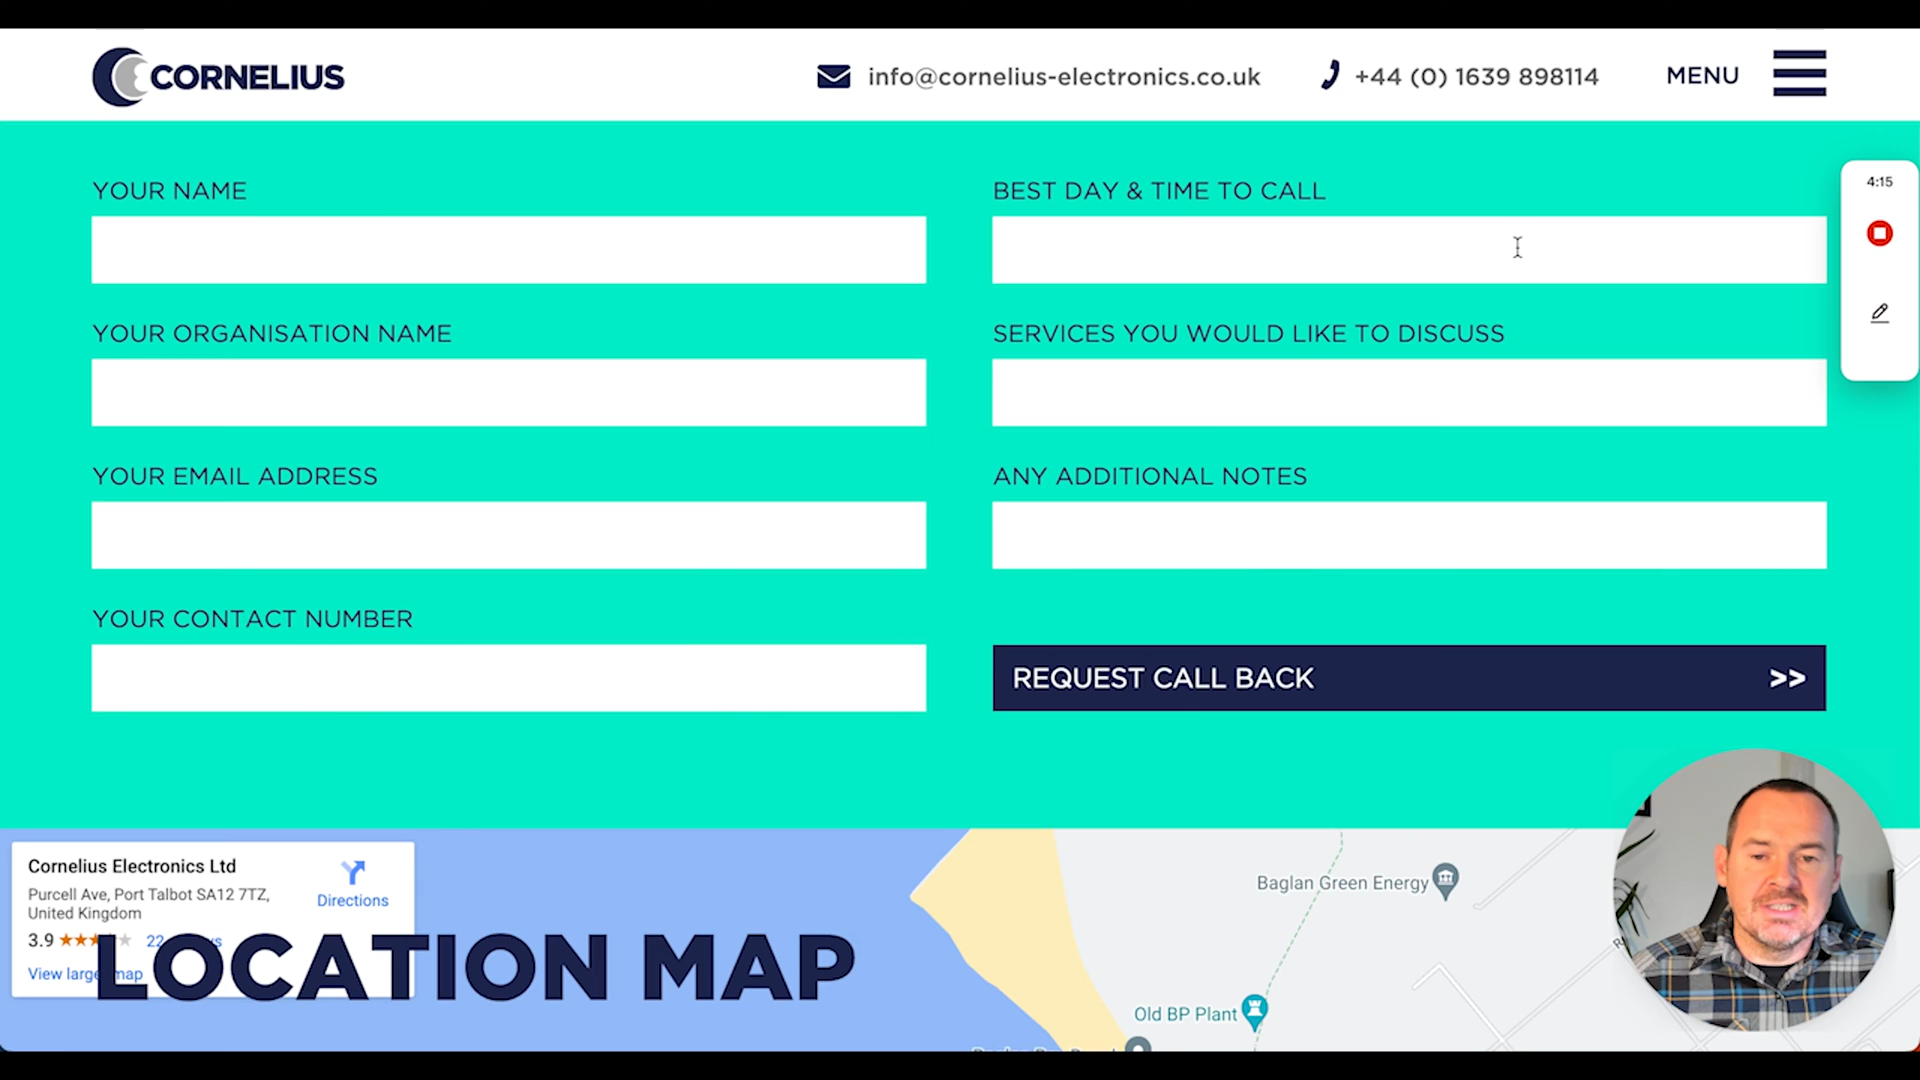 CORNELIUS
info@cornelius-electronics.co.uk
+44 (0) 1639 898114
MENU
4:15
YOUR NAME
BEST DAY & TIME TO CALL
YOUR ORGANISATION NAME
SERVICES YOU WOULD LIKE TO DISCUSS
YOUR EMAIL ADDRESS
ANY ADDITIONAL NOTES
YOUR CONTACT NUMBER
REQUEST CALL BACK >>
Cornelius Electronics Ltd
Directions
Purcell Ave, Port Talbot SA12 7TZ,
United Kingdom
3.9
View larger map
LOCATION MAP
Baglan Green Energy
Old BP Plant